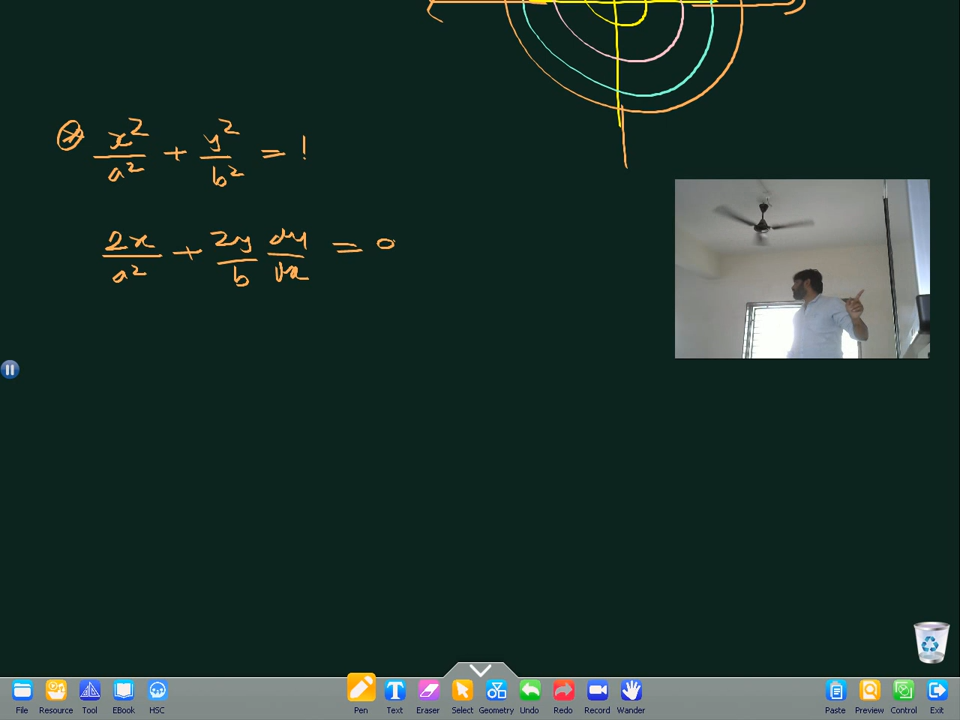 x²/a² + y²/b² = 1
2x/a² + 2y/b dy/dx = 0
File Resource Tool EBook HSC Pen Text Eraser Select Geometry Undo Redo Record Wander Paste Preview Control Exit